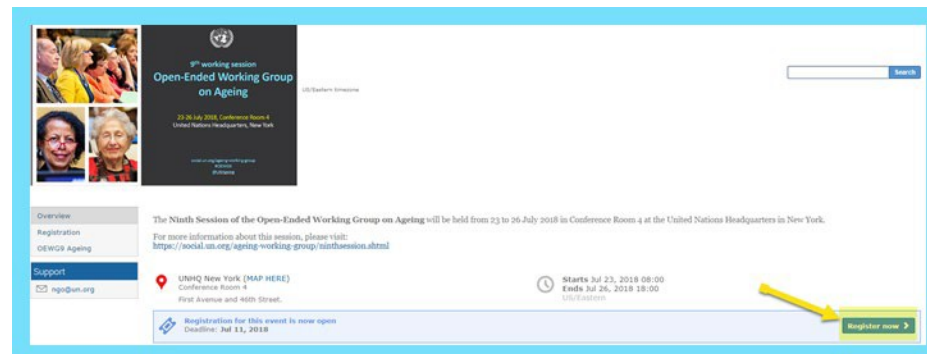 9th working session
Open-Ended Working Group
on Ageing
23-26 July 2018, Conference Room 4
United Nations Headquarters, New York
social.un.org/ageing-working-group
US/Eastern timezone
Search
Overview
Registration
OEWG9 Ageing
Support
ngo@un.org
The Ninth Session of the Open-Ended Working Group on Ageing will be held from 23 to 26 July 2018 in Conference Room 4 at the United Nations Headquarters in New York.
For more information about this session, please visit:
https://social.un.org/ageing-working-group/ninthsession.shtml
UNHQ New York (MAP HERE)
Conference Room 4
First Avenue and 46th Street.
Starts Jul 23, 2018 08:00
Ends Jul 26, 2018 18:00
US/Eastern
Registration for this event is now open
Deadline: Jul 11, 2018
Register now